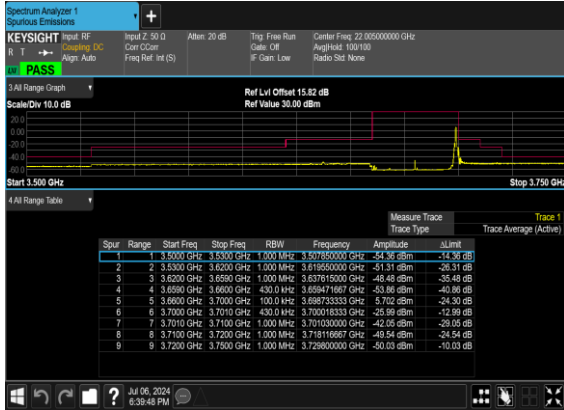 Spectrum Analyzer 1
Spurious Emissions
KEYSIGHT Input: RF Input Z: 50 Ω Atten: 20 dB Trig: Free Run Center Freq: 22.005000000 GHz
R T Coupling: DC Corr CCorr Gate: Off Avg|Hold: 100/100
Align: Auto Freq Ref: Int (S) IF Gain: Low Radio Std: None
PASS
3.All Range Graph Ref Lvl Offset 15.82 dB
Scale/Div 10.0 dB Ref Value 30.00 dBm
20.0
0.00
-20.0
-40.0
-60.0
Start 3.500 GHz Stop 3.750 GHz
4.All Range Table
Measure Trace Trace 1
Trace Type Trace Average (Active)
Spur Range Start Freq Stop Freq RBW Frequency Amplitude ΔLimit
1 1 3.5000 GHz 3.5300 GHz 1.000 MHz 3.507850000 GHz -54.36 dBm -14.36 dB
2 2 3.5300 GHz 3.6200 GHz 1.000 MHz 3.619550000 GHz -51.31 dBm -26.31 dB
3 3 3.6200 GHz 3.6590 GHz 1.000 MHz 3.637615000 GHz -48.48 dBm -35.48 dB
4 4 3.6590 GHz 3.6600 GHz 430.0 kHz 3.659471667 GHz -53.86 dBm -40.86 dB
5 5 3.6600 GHz 3.7000 GHz 100.0 kHz 3.698733333 GHz 5.702 dBm -24.30 dB
6 6 3.7000 GHz 3.7010 GHz 430.0 kHz 3.700018333 GHz -25.99 dBm -12.99 dB
7 7 3.7010 GHz 3.7100 GHz 1.000 MHz 3.701030000 GHz -42.05 dBm -29.05 dB
8 8 3.7100 GHz 3.7200 GHz 1.000 MHz 3.718116667 GHz -49.54 dBm -24.54 dB
9 9 3.7200 GHz 3.7500 GHz 1.000 MHz 3.729800000 GHz -50.03 dBm -10.03 dB
Jul 06, 2024
6:39:48 PM